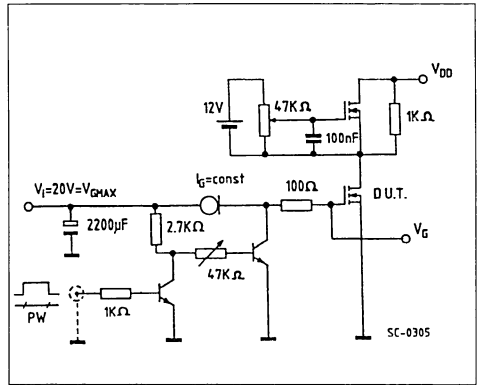 V_DD
12V
47KΩ
100nF
1KΩ
I_G=const
V_i=20V=V_GMAX
100Ω
D.U.T.
2200μF
2.7KΩ
V_G
47KΩ
PW
1KΩ
SC-0305